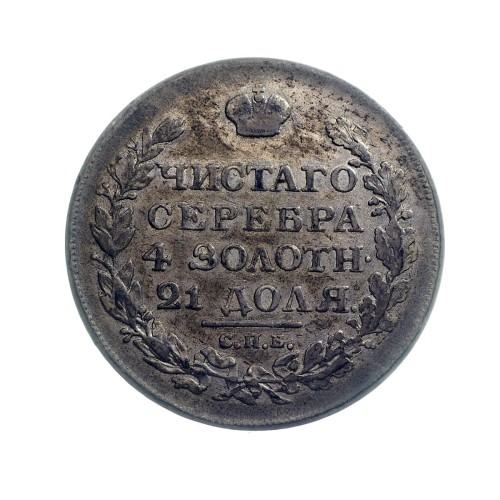 ЧИСТАГО
СЕРЕБРА
4 ЗОЛОТН·
21 ДОЛЯ.
С.П.Б.